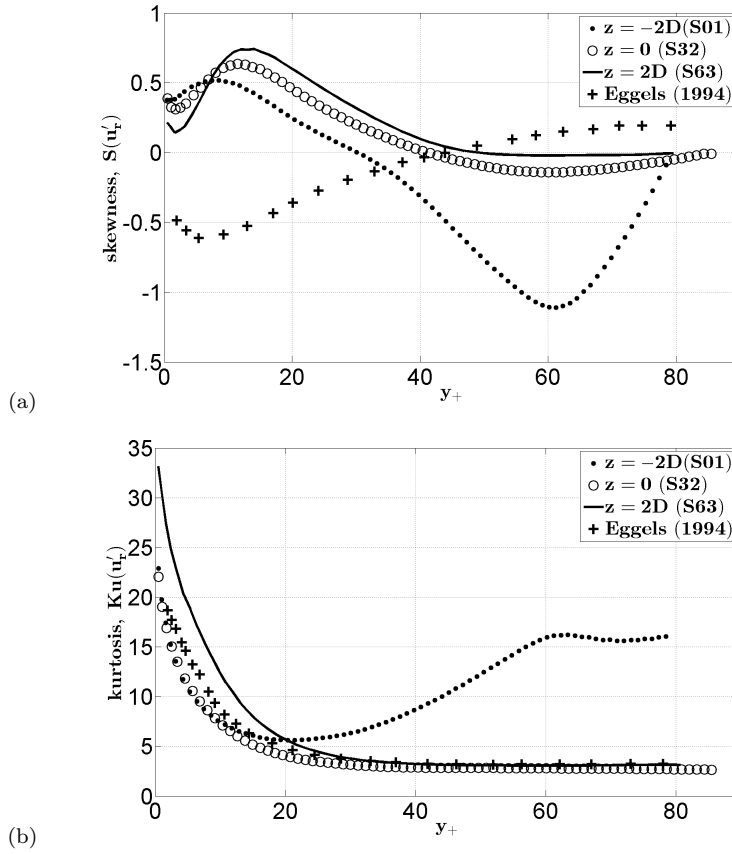 1
0.5
0
-0.5
-1
-1.5
skewness, S(u'r)
z = −2D(S01)
z = 0 (S32)
z = 2D (S63)
Eggels (1994)
0 20 40 60 80
y+
(a)
35
30
25
20
15
10
5
0
kurtosis, Ku(u'r)
z = −2D(S01)
z = 0 (S32)
z = 2D (S63)
Eggels (1994)
0 20 40 60 80
y+
(b)